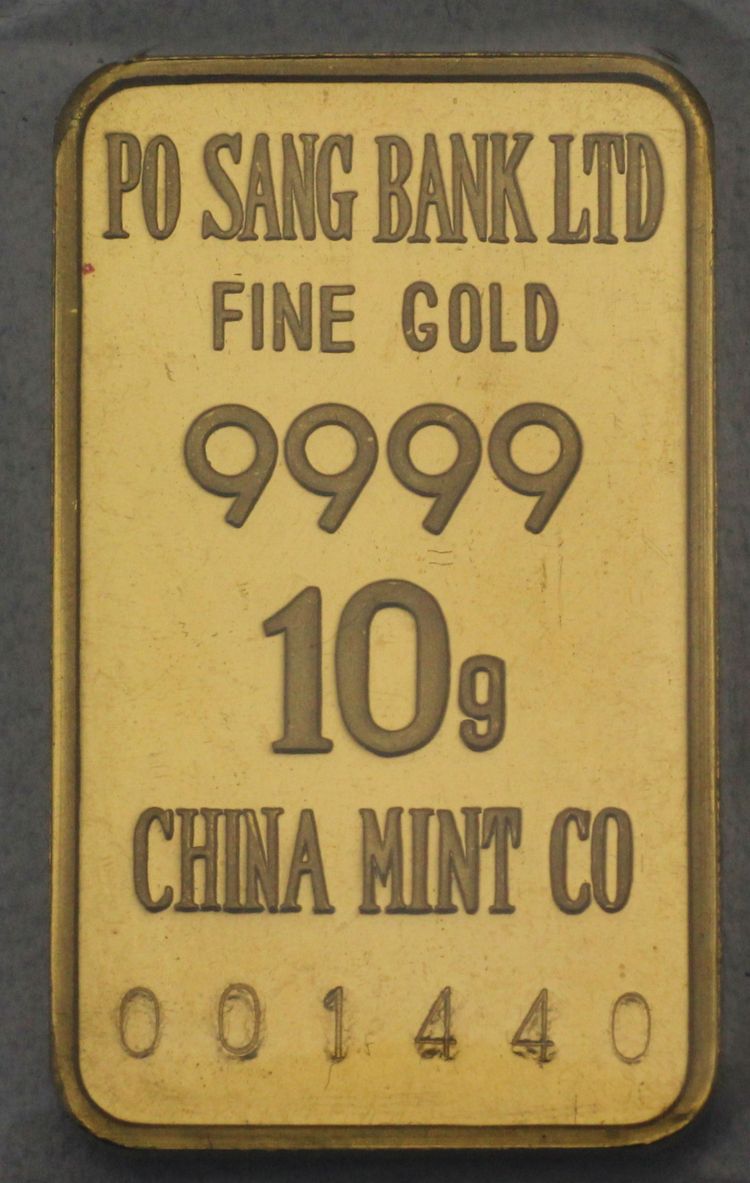 PO SANG BANK LTD
FINE GOLD
9999
10g
CHINA MINT CO
001440